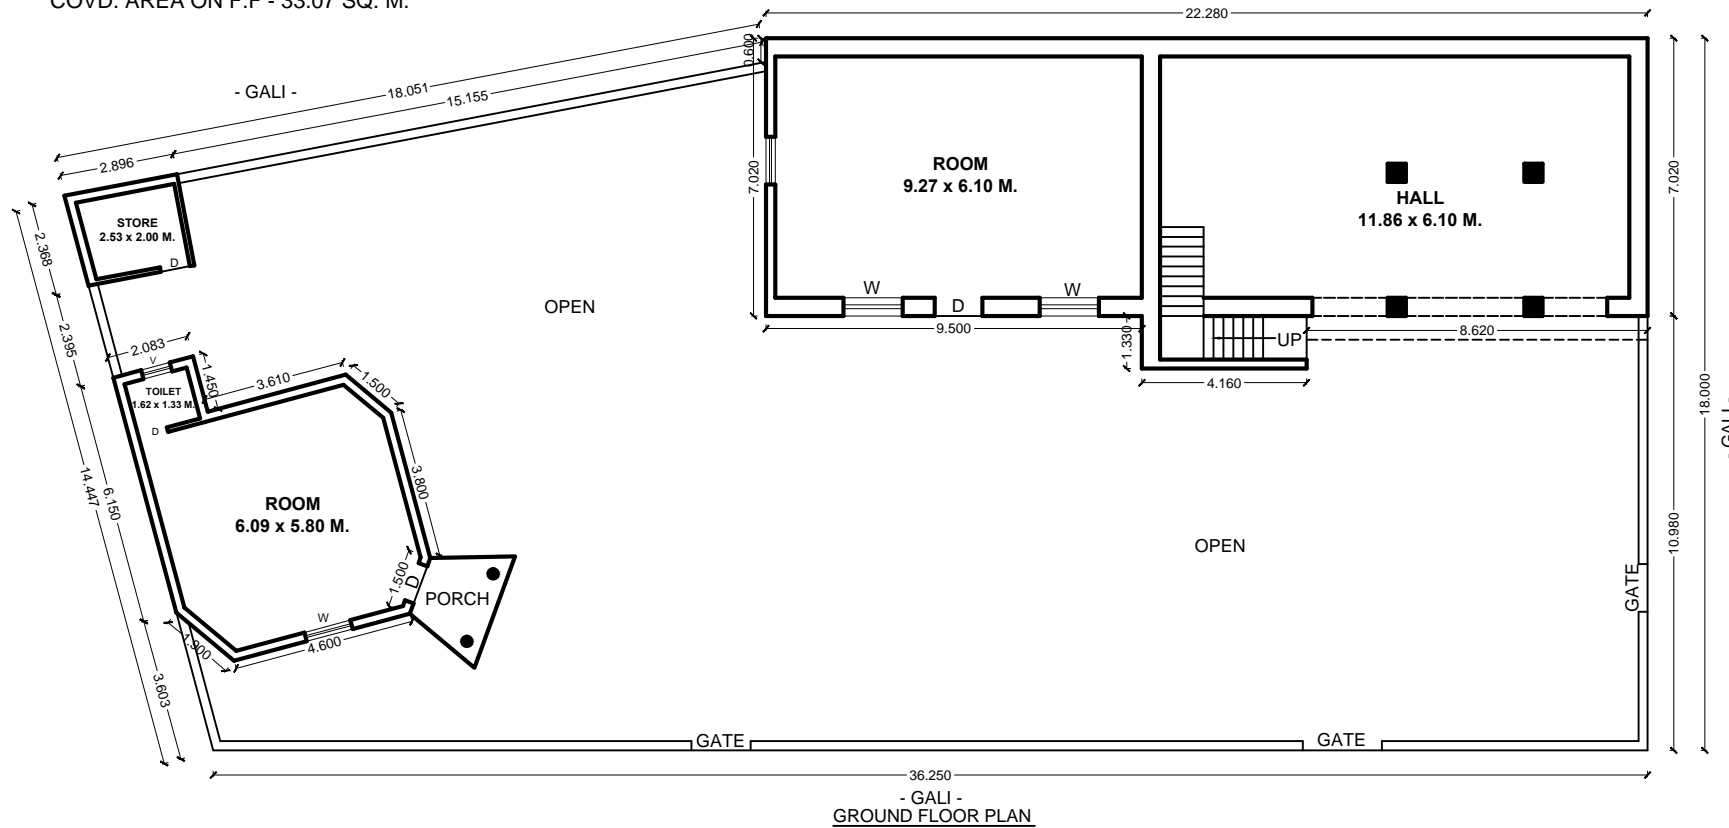 COVD. AREA ON F.F - 33.07 SQ. M.
22.280
- GALI -
18.051
15.155
0.600
2.896
ROOM
9.27 x 6.10 M.
7.020
HALL
11.86 x 6.10 M.
7.020
18.000
- GALI -
STORE
2.53 x 2.00 M.
D
2.368
OPEN
W
D
W
9.500
1.330
UP
8.620
4.160
2.395
2.083
V
1.450
TOILET
1.62 x 1.33 M.
D
3.610
1.500
3.800
14.447
6.150
ROOM
6.09 x 5.80 M.
OPEN
10.980
GATE
1.500
D
PORCH
W
4.600
1.900
3.603
GATE
GATE
36.250
- GALI -
GROUND FLOOR PLAN